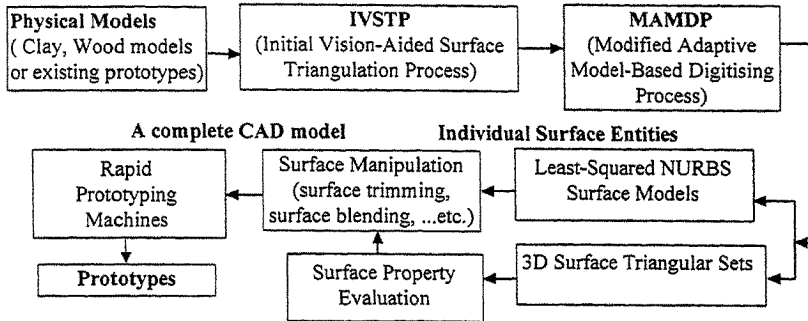 Physical Models
( Clay, Wood models
or existing prototypes)
IVSTP
(Initial Vision-Aided Surface
Triangulation Process)
MAMDP
(Modified Adaptive
Model-Based Digitising
Process)
A complete CAD model
Individual Surface Entities
Rapid
Prototyping
Machines
Surface Manipulation
(surface trimming,
surface blending, ...etc.)
Least-Squared NURBS
Surface Models
Prototypes
Surface Property
Evaluation
3D Surface Triangular Sets